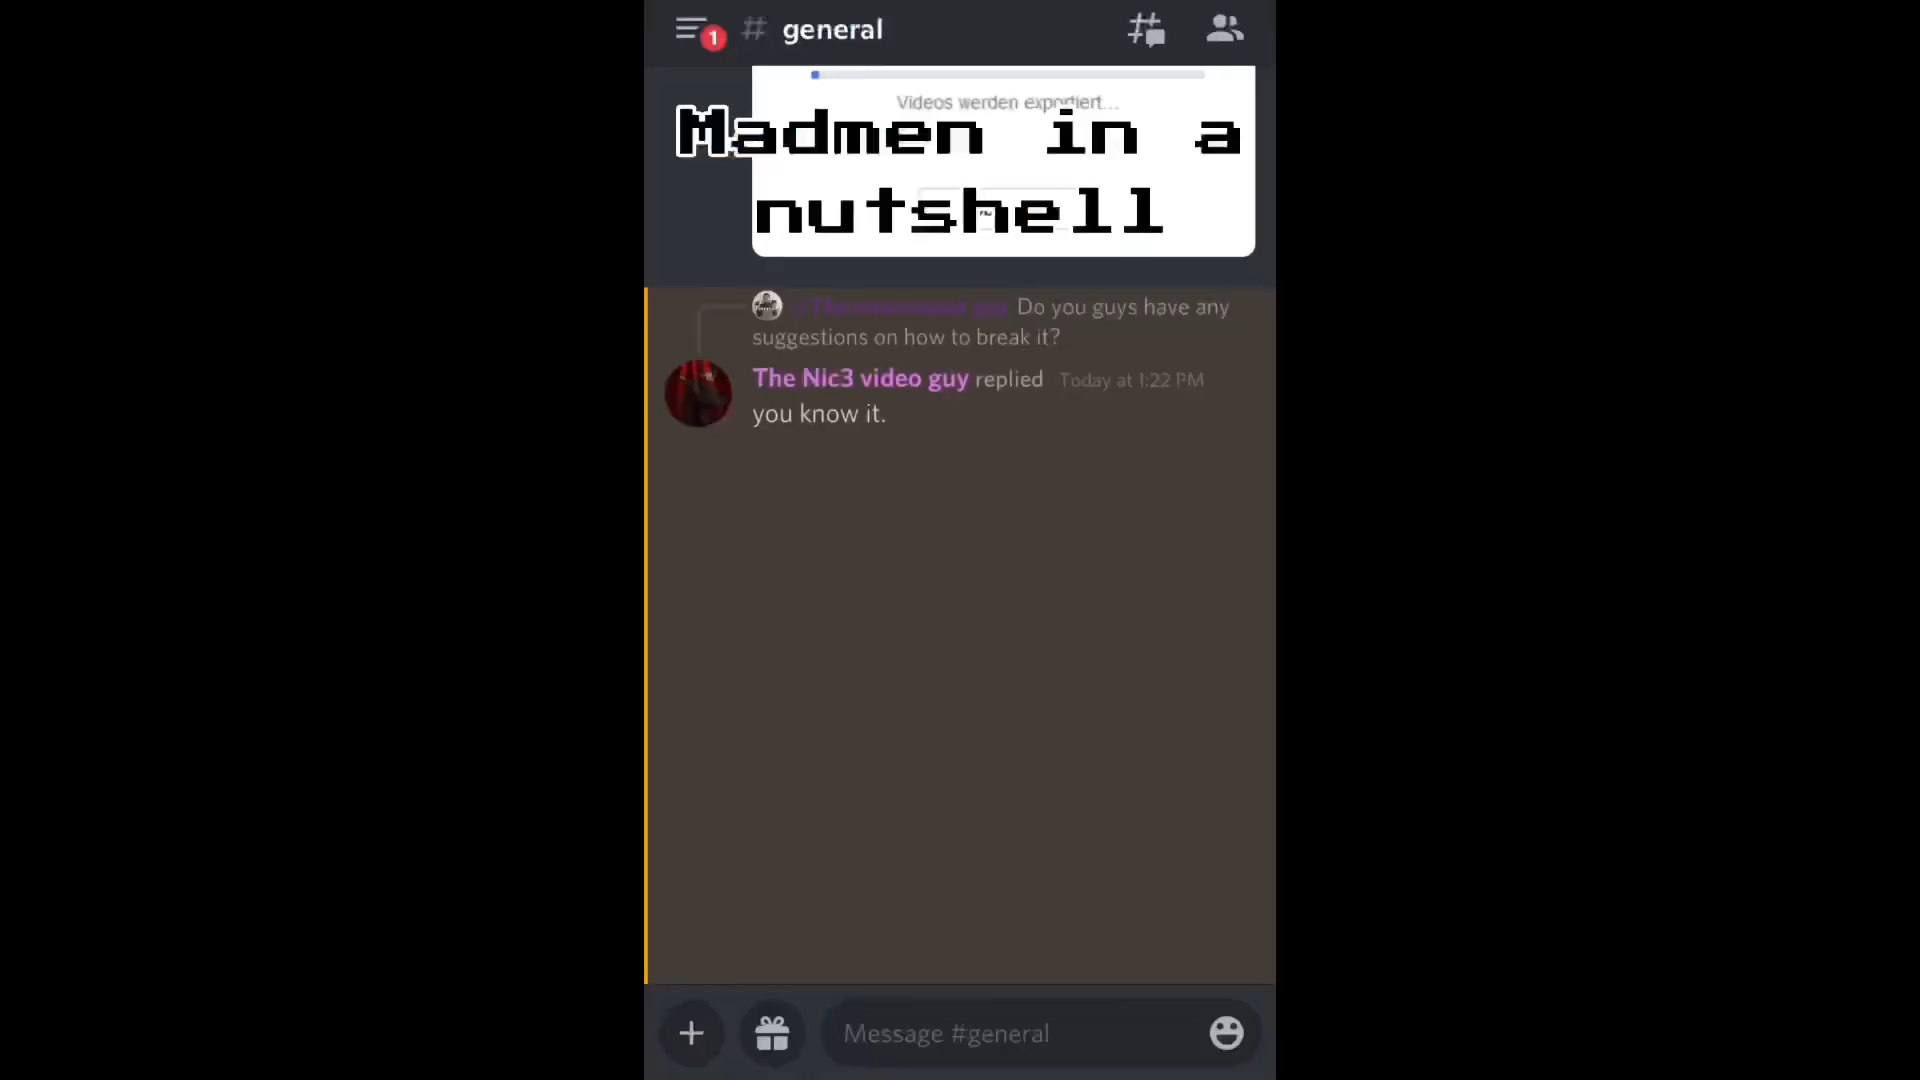 1 # general
Videos werden exportiert...
Madmen in a
nutshell
Do you guys have any
suggestions on how to break it?
The Nic3 video guy replied Today at 1:22 PM
you know it.
Message #general